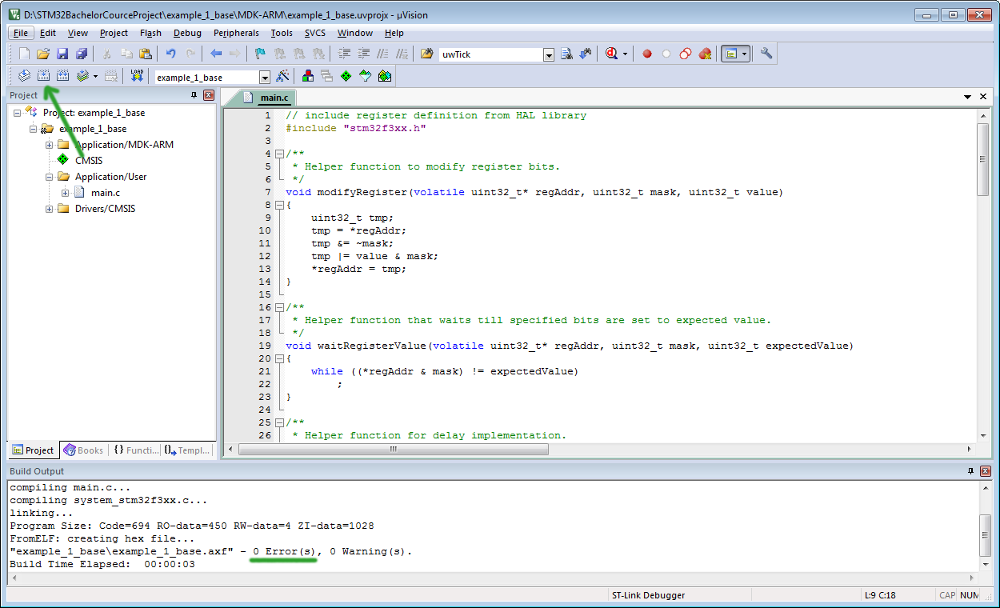 D:\STM32BachelorCourceProject\example_1_base\MDK-ARM\example_1_base.uvprojx - µVision
File Edit View Project Flash Debug Peripherals Tools SVCS Window Help
uwTick
LOAD example_1_base
Project
main.c
Project: example_1_base
example_1_base
Application/MDK-ARM
CMSIS
Application/User
main.c
Drivers/CMSIS
1 // include register definition from HAL library
2 #include "stm32f3xx.h"
3
4 /**
5 * Helper function to modify register bits.
6 */
7 void modifyRegister(volatile uint32_t* regAddr, uint32_t mask, uint32_t value)
8 {
9 uint32_t tmp;
10 tmp = *regAddr;
11 tmp &= ~mask;
12 tmp |= value & mask;
13 *regAddr = tmp;
14 }
15
16 /**
17 * Helper function that waits till specified bits are set to expected value.
18 */
19 void waitRegisterValue(volatile uint32_t* regAddr, uint32_t mask, uint32_t expectedValue)
20 {
21 while ((*regAddr & mask) != expectedValue)
22 ;
23 }
24
25 /**
26 * Helper function for delay implementation.
Project Books {} Functi... {} Templ...
Build Output
compiling main.c...
compiling system_stm32f3xx.c...
linking...
Program Size: Code=694 RO-data=450 RW-data=4 ZI-data=1028
FromELF: creating hex file...
"example_1_base\example_1_base.axf" - 0 Error(s), 0 Warning(s).
Build Time Elapsed: 00:00:03
ST-Link Debugger L:9 C:18 CAP NUM